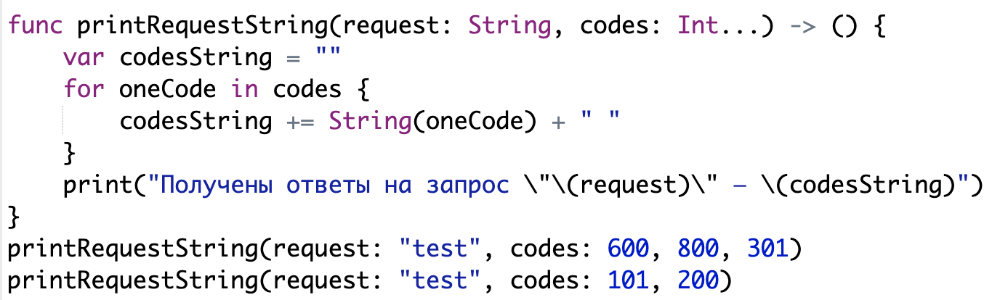 func printRequestString(request: String, codes: Int...) -> () {
    var codesString = ""
    for oneCode in codes {
        codesString += String(oneCode) + " "
    }
    print("Получены ответы на запрос \"\(request)\" — \(codesString)")
}
printRequestString(request: "test", codes: 600, 800, 301)
printRequestString(request: "test", codes: 101, 200)